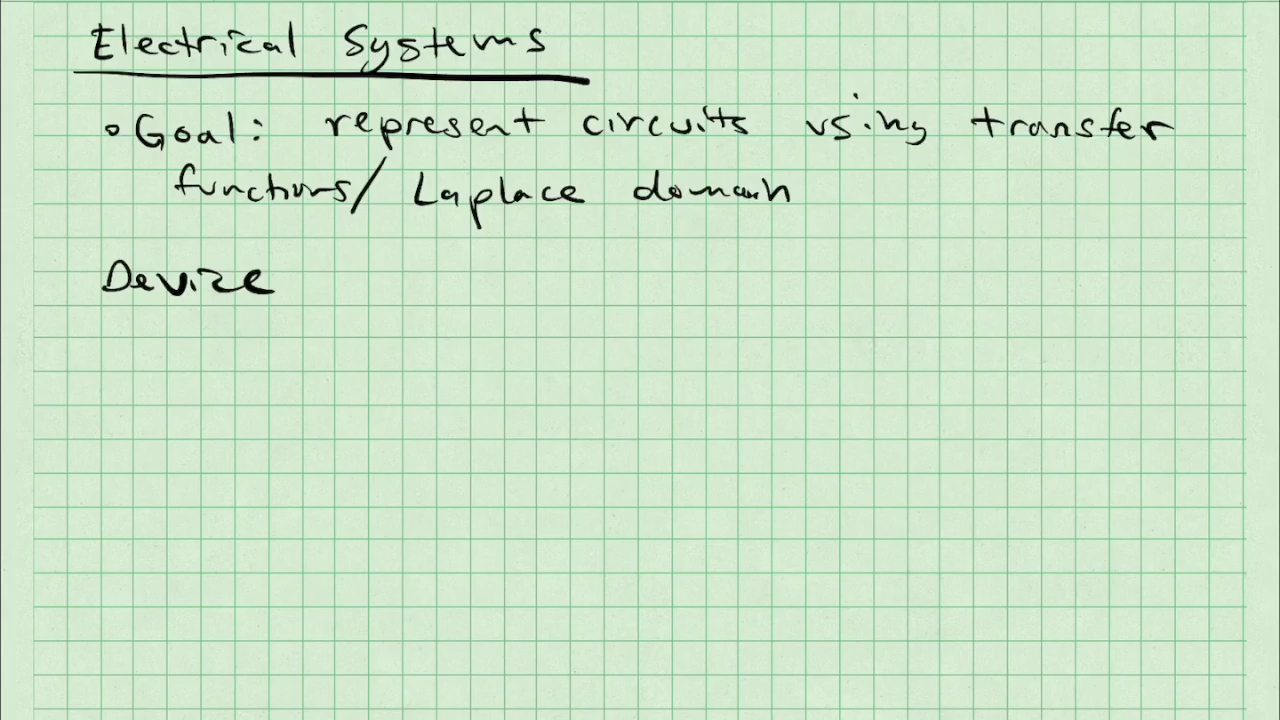 Electrical Systems
• Goal: represent circuits using transfer
functions/ Laplace domain
Device